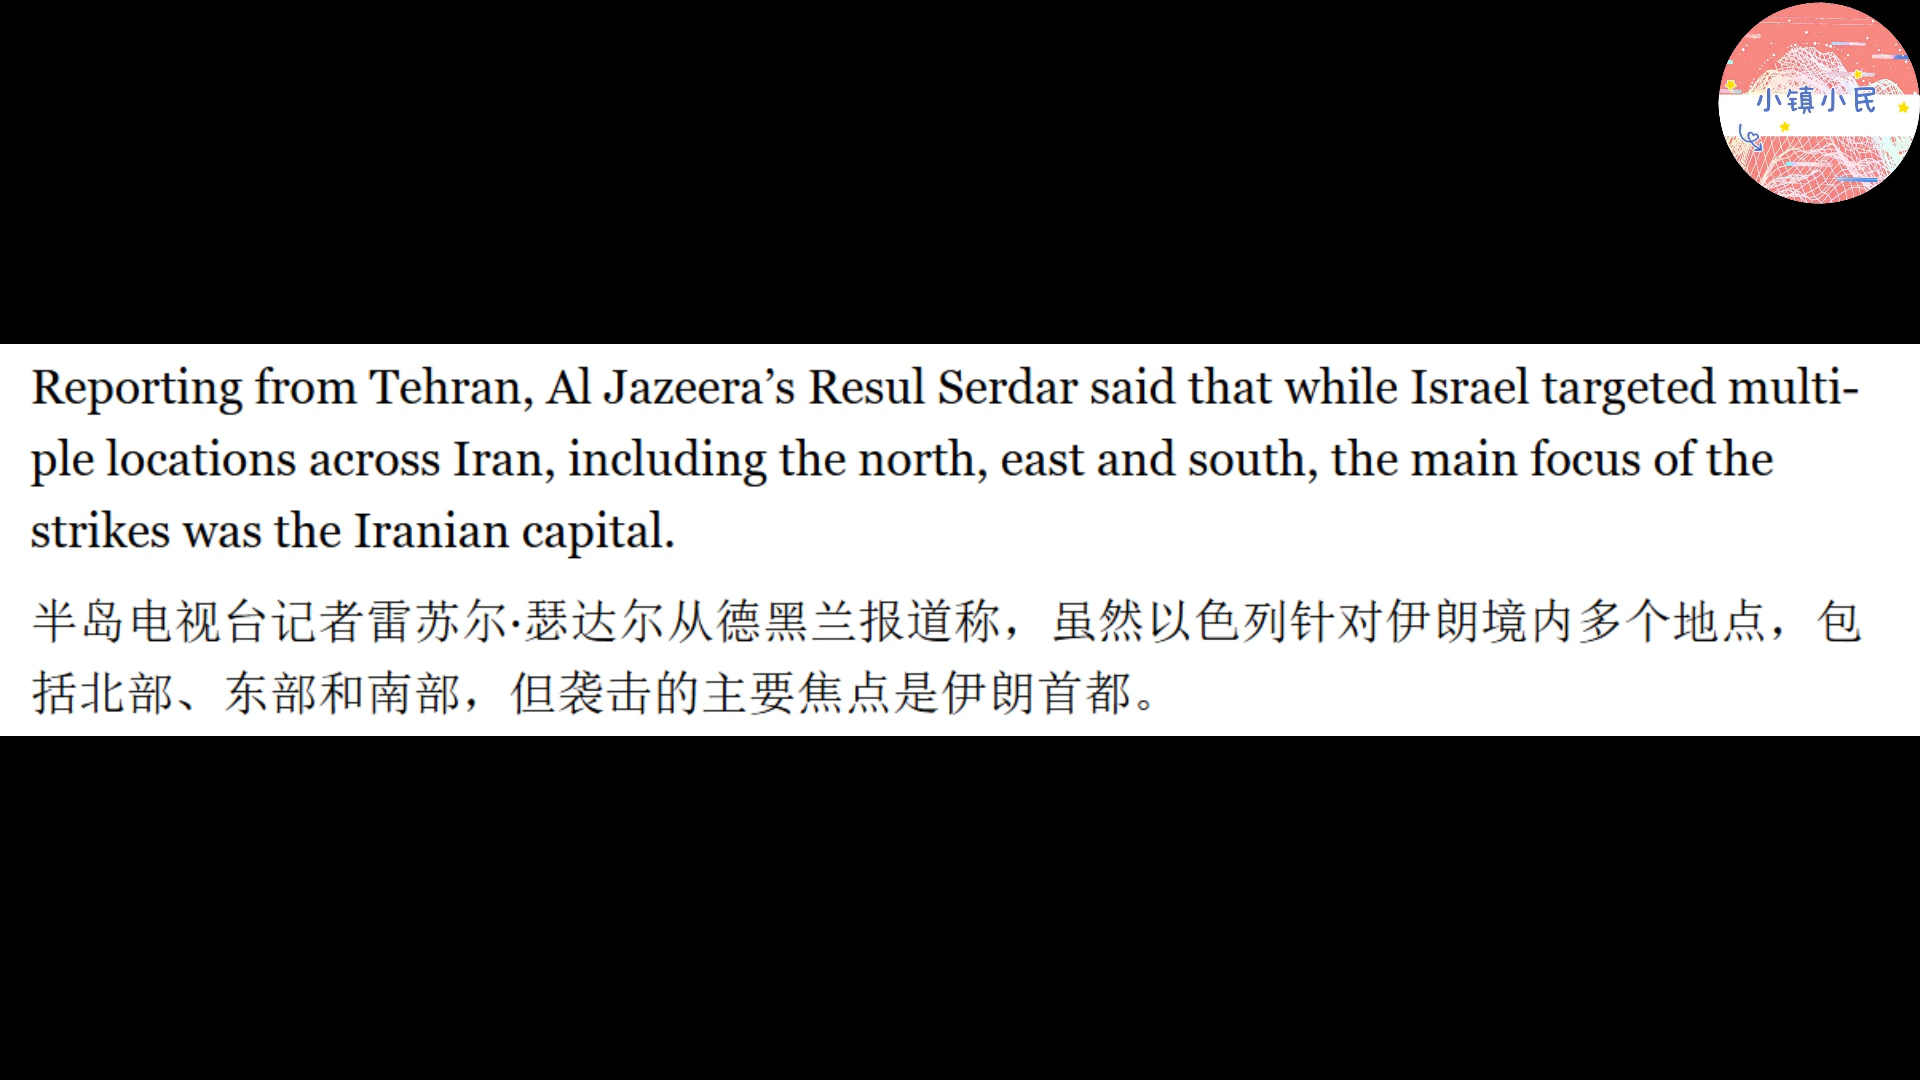 小镇小民
Reporting from Tehran, Al Jazeera’s Resul Serdar said that while Israel targeted multi-
ple locations across Iran, including the north, east and south, the main focus of the
strikes was the Iranian capital.
半岛电视台记者雷苏尔·瑟达尔从德黑兰报道称，虽然以色列针对伊朗境内多个地点，包
括北部、东部和南部，但袭击的主要焦点是伊朗首都。